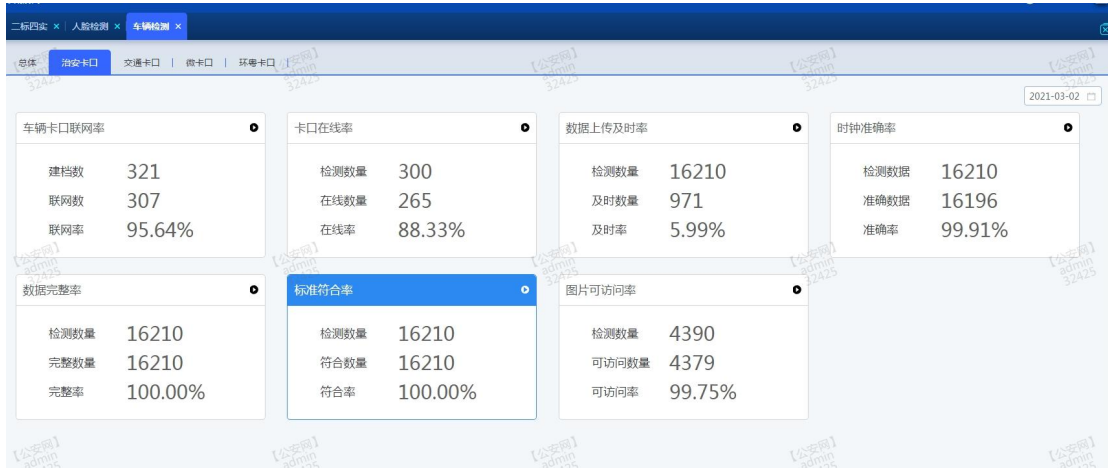 二标四实 × 人脸检测 × 车辆检测 ×
总体 治安卡口 交通卡口 | 微卡口 | 环粤卡口 |
2021-03-02
车辆卡口联网率
建档数 321
联网数 307
联网率 95.64%
卡口在线率
检测数量 300
在线数量 265
在线率 88.33%
数据上传及时率
检测数量 16210
及时数量 971
及时率 5.99%
时钟准确率
检测数据 16210
准确数据 16196
准确率 99.91%
数据完整率
检测数量 16210
完整数量 16210
完整率 100.00%
标准符合率
检测数量 16210
符合数量 16210
符合率 100.00%
图片可访问率
检测数量 4390
可访问数量 4379
可访问率 99.75%
【公安网】
admin
32425